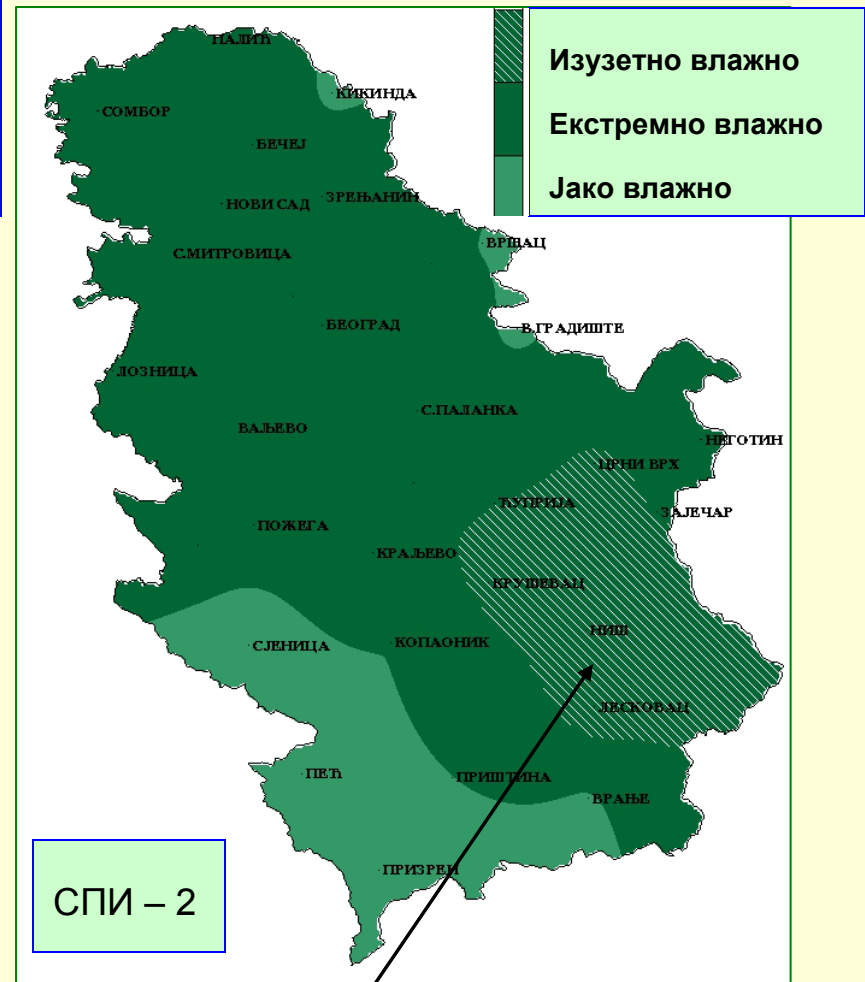 Изузетно влажно
Екстремно влажно
Јако влажно
НАЛИЋ
КИКИНДА
СОМБОР
БЕЧЕЈ
ЗРЕЊАНИН
НОВИ САД
ВРШАЦ
С.МИТРОВИЦА
БЕОГРАД
В.ГРАДИШТЕ
ЛОЗНИЦА
С.ПАЛАНКА
ВАЉЕВО
НЕГОТИН
ЦРНИ ВРХ
ЋУПРИЈА
ЗАЈЕЧАР
ПОЖЕГА
КРАЉЕВО
КРУШЕВАЦ
НИШ
СЈЕНИЦА
КОПАОНИК
ЛЕСКОВАЦ
ПЕЋ
ПРИШТИНА
ВРАЊЕ
ПРИЗРЕН
СПИ – 2